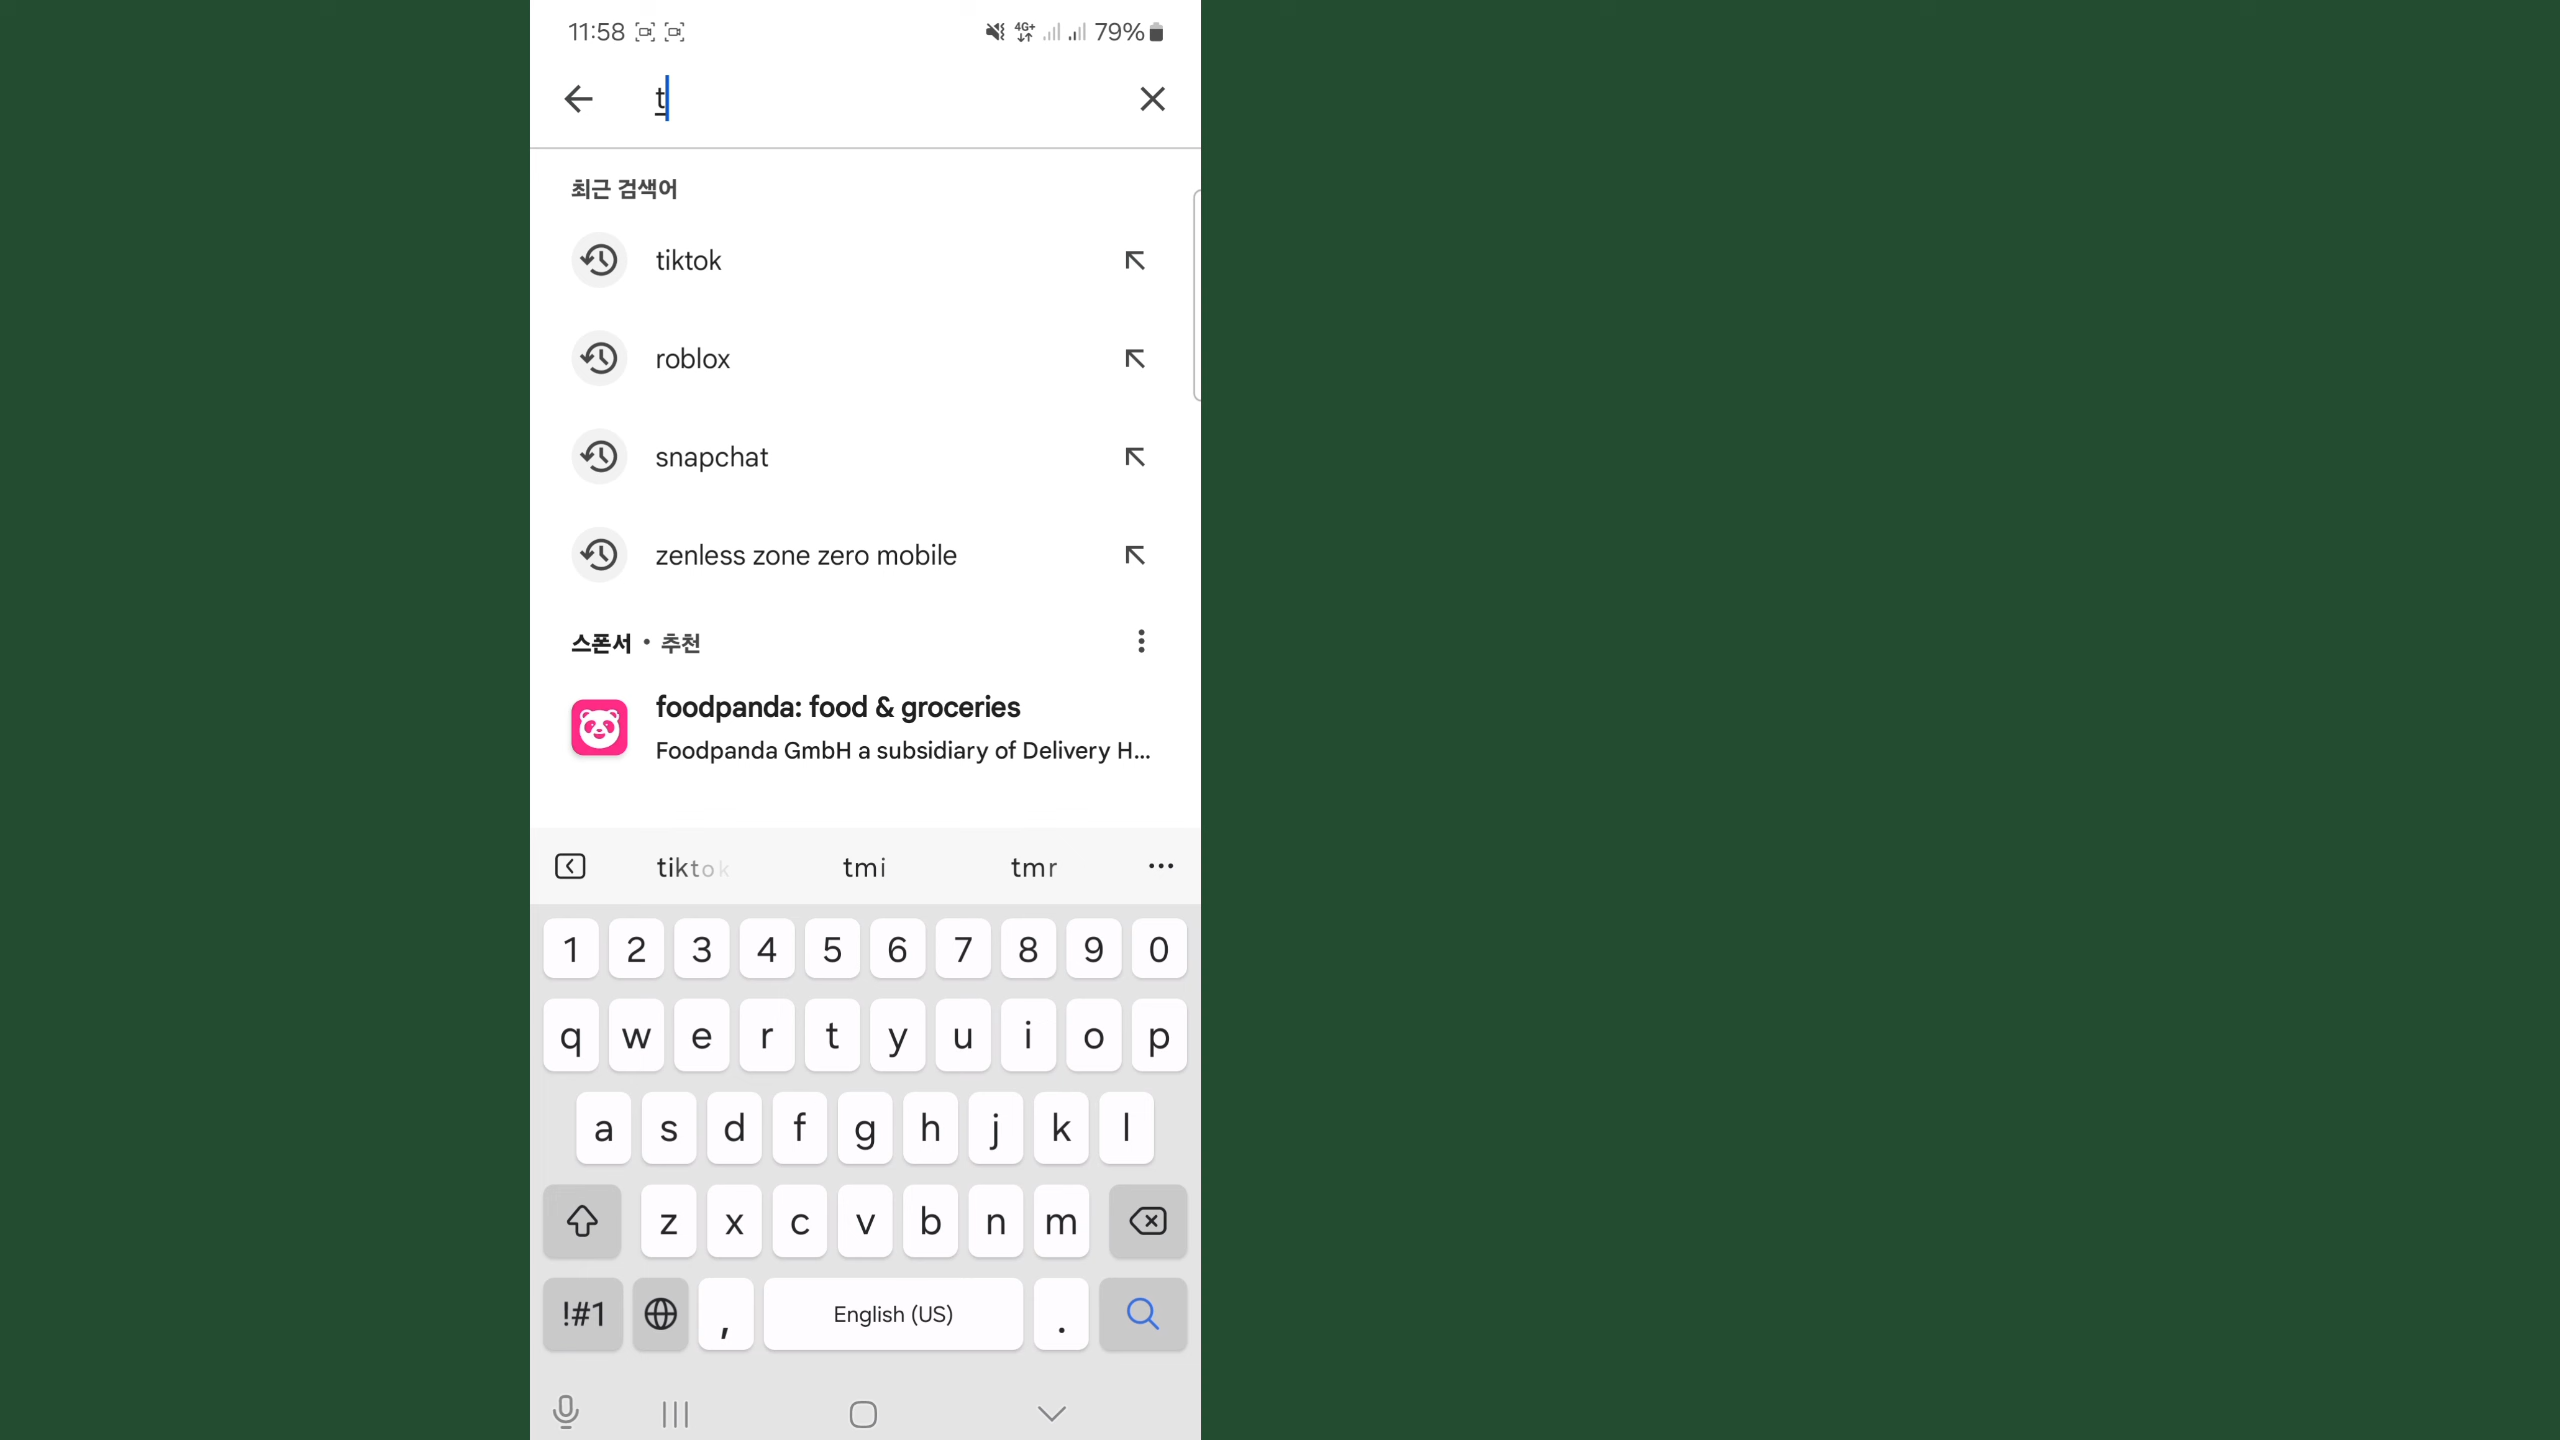 11:58 4G+ 79%
t
최근 검색어
tiktok
roblox
snapchat
zenless zone zero mobile
스폰서 • 추천
foodpanda: food & groceries
Foodpanda GmbH a subsidiary of Delivery H...
tiktok tmi tmr ...
1 2 3 4 5 6 7 8 9 0
q w e r t y u i o p
a s d f g h j k l
z x c v b n m
!#1 , English (US) .